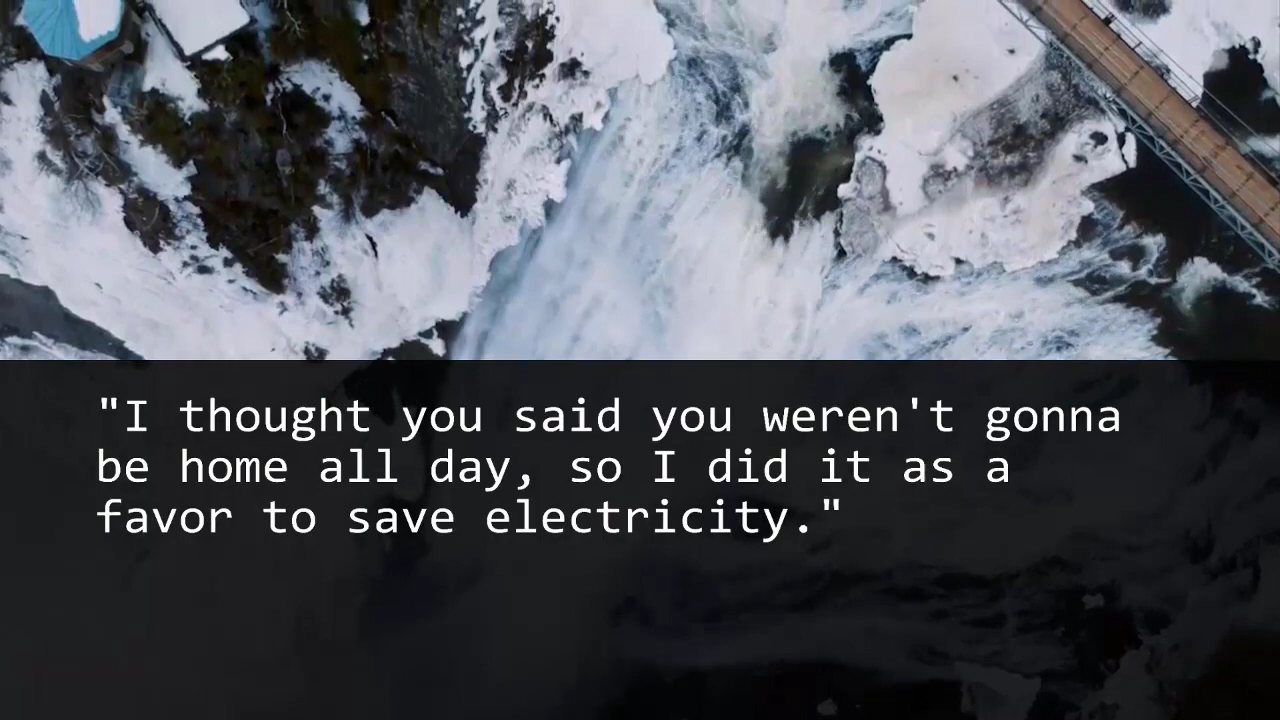 "I thought you said you weren't gonna
be home all day, so I did it as a
favor to save electricity."